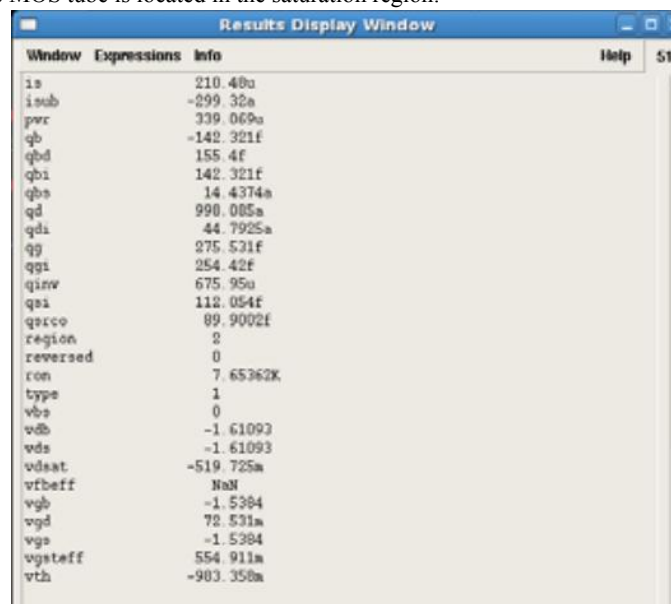 MOS tube is located in the saturation region.
Results Display Window
Window Expressions Info Help 51
is 210.48u
isub -299.32a
pwr 339.069u
qb -142.321f
qbd 155.4f
qbi 142.321f
qbs 14.4374a
qd 998.085a
qdi 44.7925a
qg 275.531f
qgi 254.42f
qinv 675.95u
qsi 112.054f
qsrco 89.9002f
region 2
reversed 0
ron 7.65362K
type 1
vbs 0
vdb -1.61093
vds -1.61093
vdsat -519.725m
vfbeff NaN
vgb -1.5384
vgd 72.531m
vgs -1.5384
vgsteff 554.911m
vth -983.358m